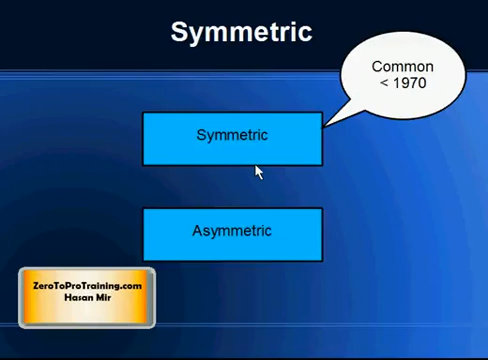 Symmetric
Common
< 1970
Symmetric
Asymmetric
ZeroToProTraining.com
Hasan Mir